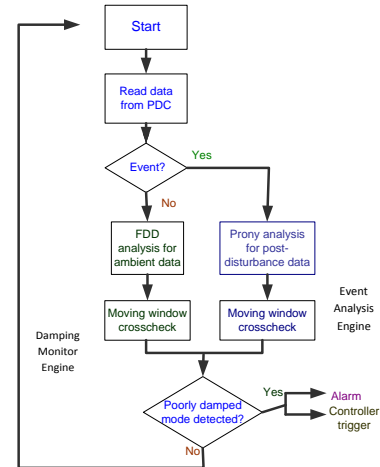 Start
Read data
from PDC
Event?
Yes
No
FDD
analysis for
ambient data
Prony analysis
for post-
disturbance data
Moving window
crosscheck
Moving window
crosscheck
Event
Analysis
Engine
Damping
Monitor
Engine
Poorly damped
mode detected?
Yes
Alarm
Controller
trigger
No